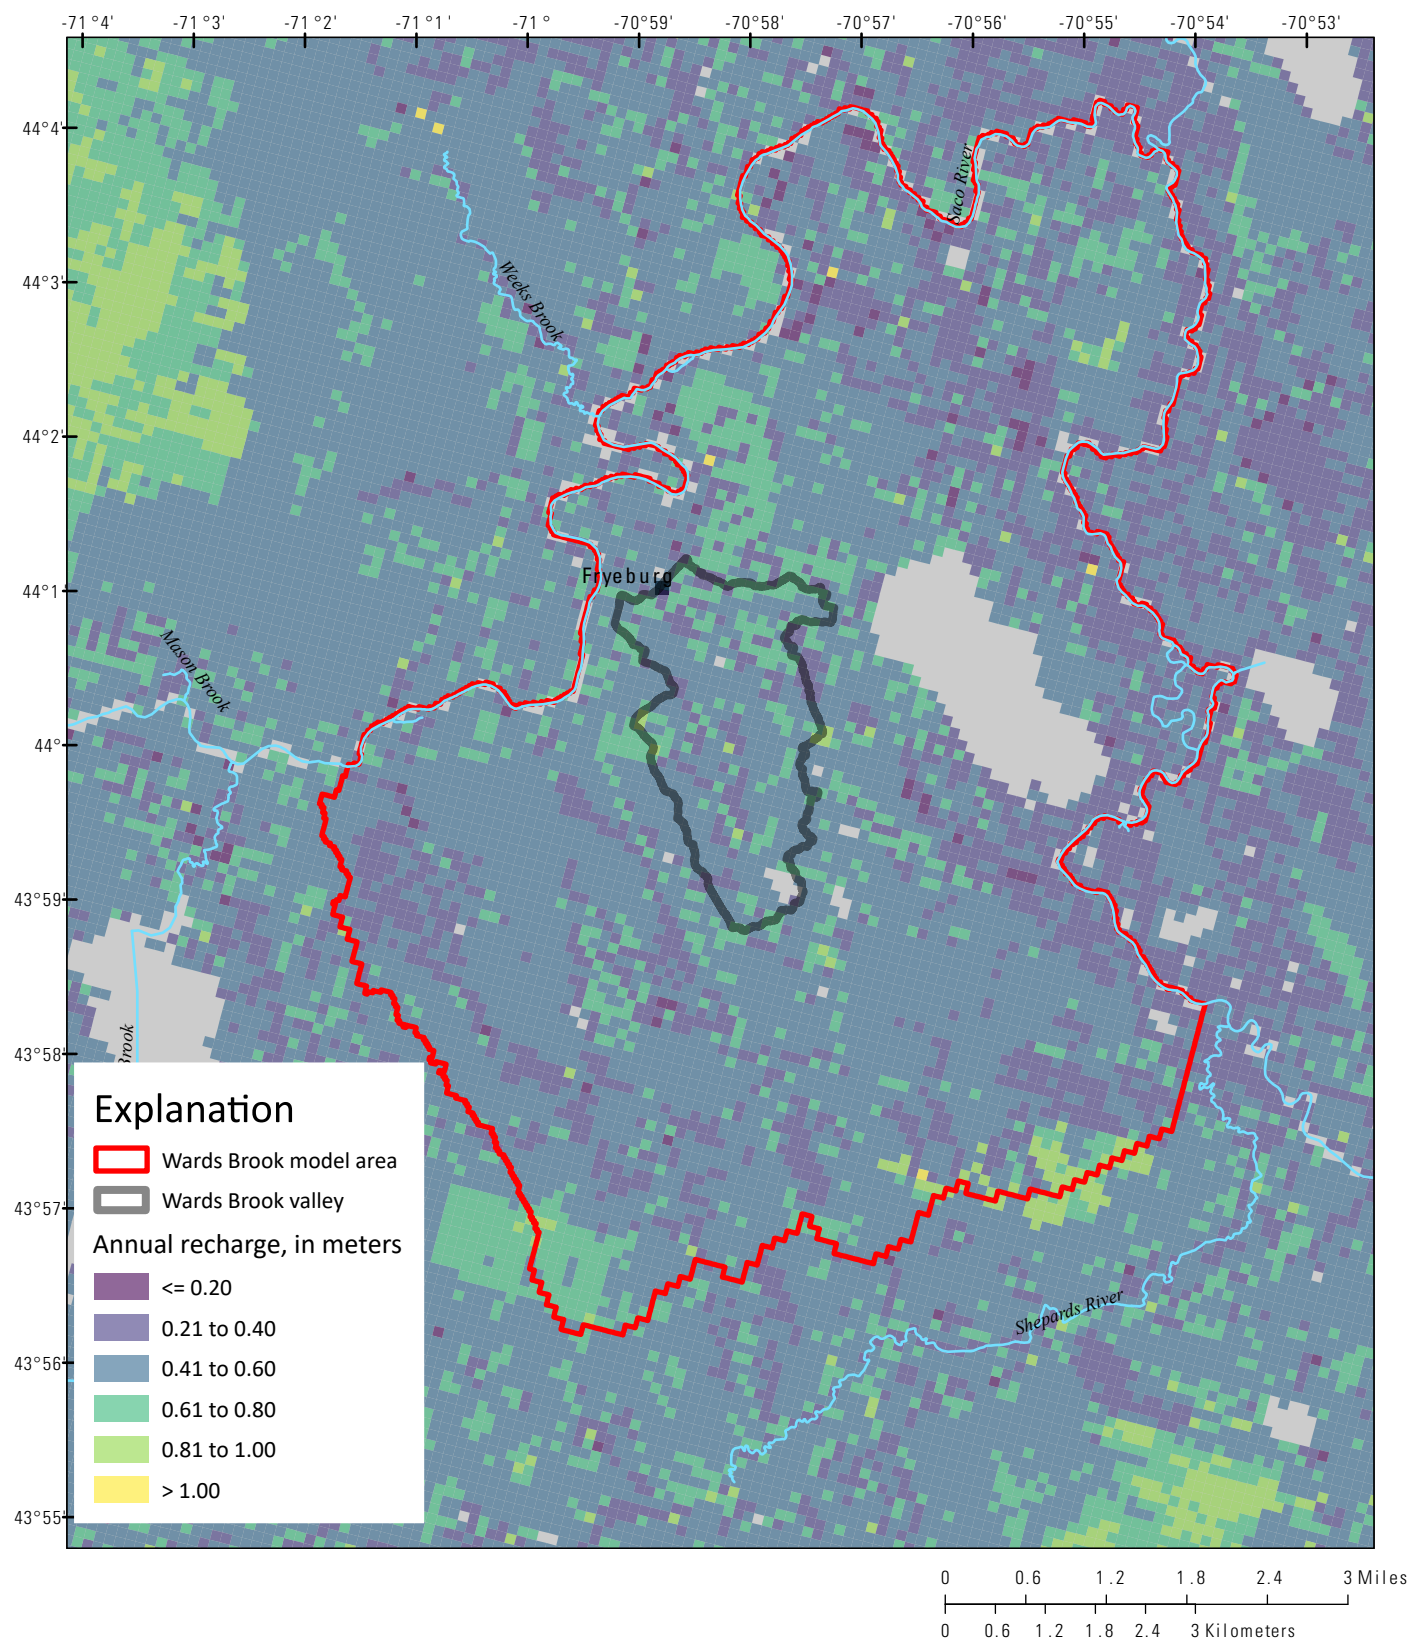 -71°4' -71°3' -71°2' -71°1' -71° -70°59' -70°58' -70°57' -70°56' -70°55' -70°54' -70°53'
44°4'
Saco River
Weeks Brook
44°3'
44°2'
Fryeburg
44°1'
Mason Brook
44°
43°59'
43°58'
Brook
Explanation
Wards Brook model area
Wards Brook valley
Annual recharge, in meters
<= 0.20
0.21 to 0.40
0.41 to 0.60
0.61 to 0.80
0.81 to 1.00
> 1.00
43°57'
Shepards River
43°56'
43°55'
0 0.6 1.2 1.8 2.4 3 Miles
0 0.6 1.2 1.8 2.4 3 Kilometers